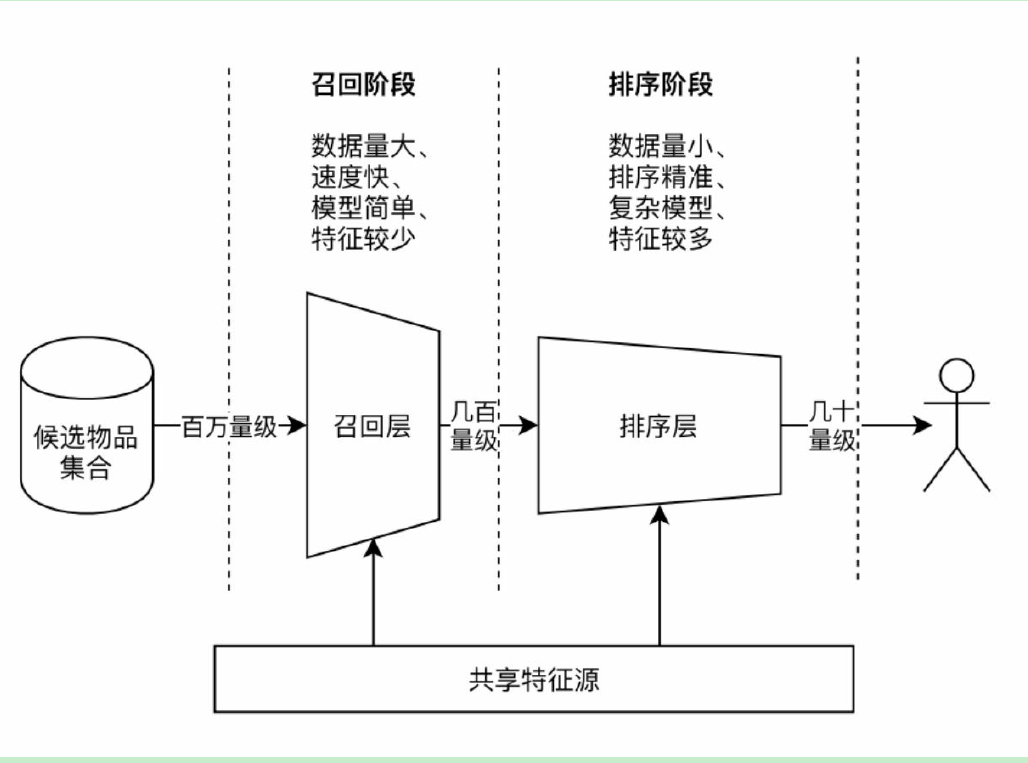 召回阶段
数据量大、
速度快、
模型简单、
特征较少
排序阶段
数据量小、
排序精准、
复杂模型、
特征较多
候选物品
集合
百万量级
召回层
几百
量级
排序层
几十
量级
共享特征源